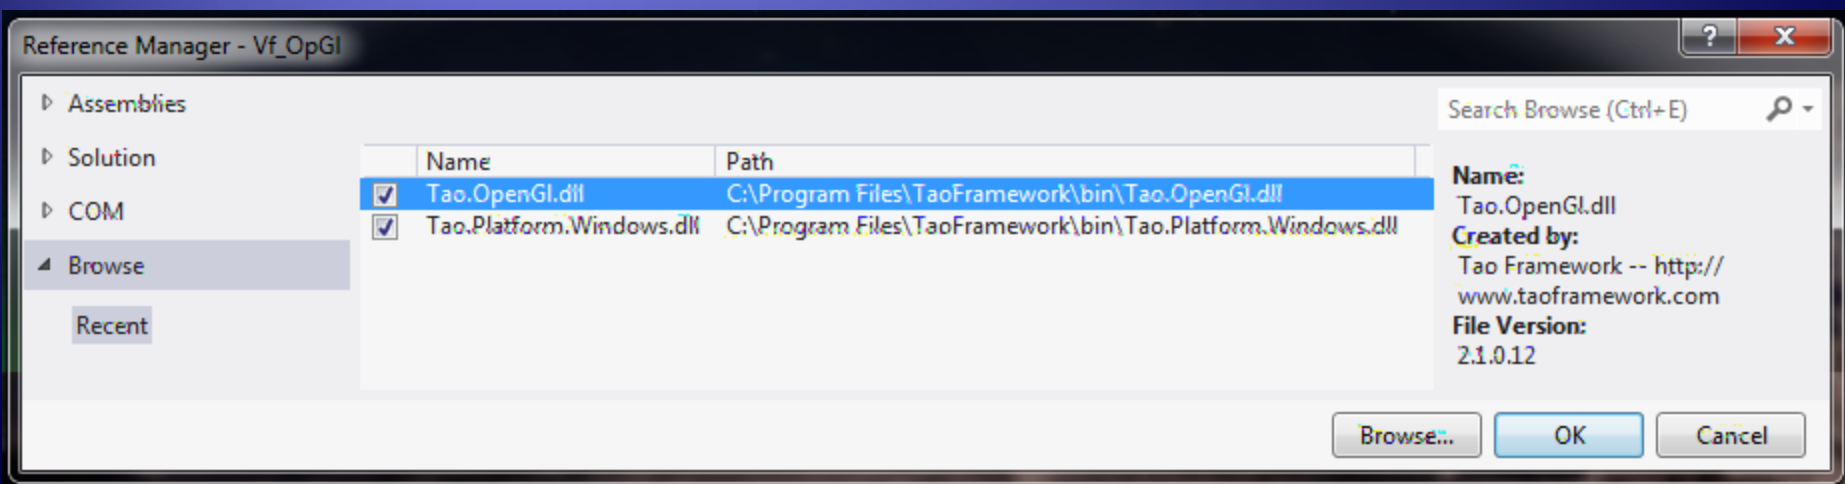 Reference Manager - Vf_OpGl
?
Assemblies
Solution
COM
Browse
Recent
Name Path
Tao.OpenGl.dll C:\Program Files\TaoFramework\bin\Tao.OpenGl.dll
Tao.Platform.Windows.dll C:\Program Files\TaoFramework\bin\Tao.Platform.Windows.dll
Search Browse (Ctrl+E)
Name:
Tao.OpenGl.dll
Created by:
Tao Framework -- http://
www.taoframework.com
File Version:
2.1.0.12
Browse... OK Cancel